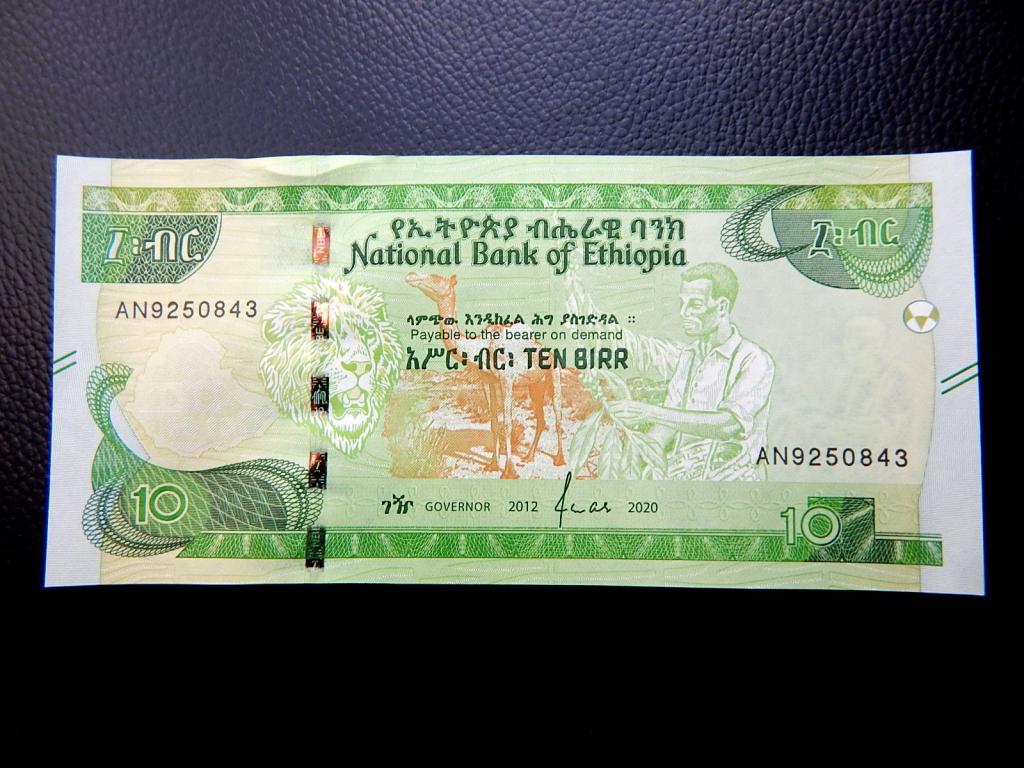 የኢትዮጵያ ብሔራዊ ባንክ
National Bank of Ethiopia
፲፡ብር
፲፡ብር
AN9250843
ላምጭው እንዲከፈል ሕግ ያስገድዳል ፡፡
Payable to the bearer on demand
አሥር፡ ብር፡ TEN BIRR
AN9250843
10
ገዥ GOVERNOR 2012 2020
10